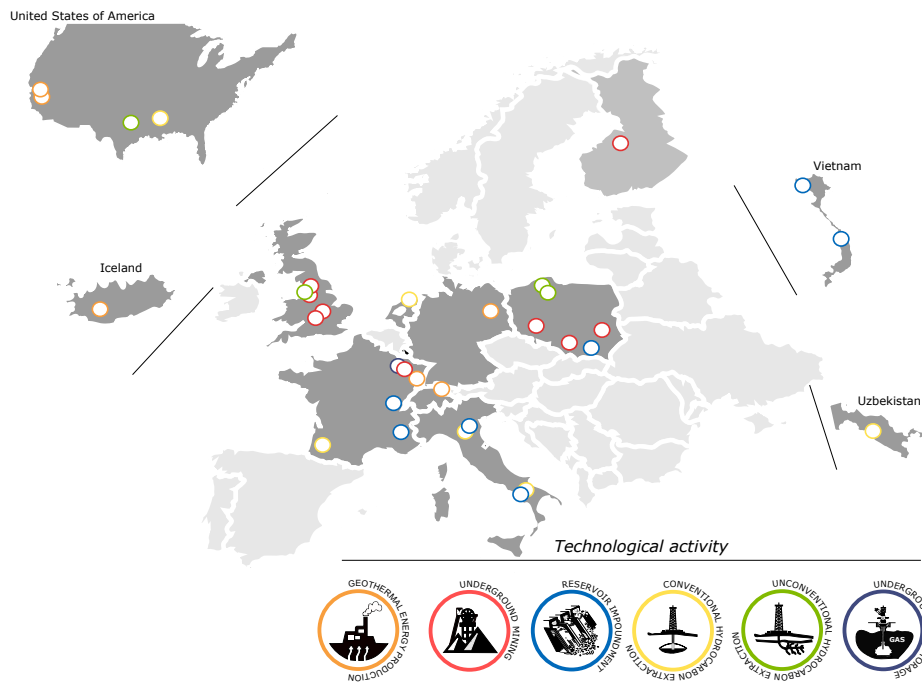 United States of America
Vietnam
Iceland
Uzbekistan
Technological activity
GEOTHERMAL ENERGY PRODUCTION
UNDERGROUND MINING
RESERVOIR IMPOUNDMENT
CONVENTIONAL HYDROCARBON EXTRACTION
UNCONVENTIONAL HYDROCARBON EXTRACTION
GAS